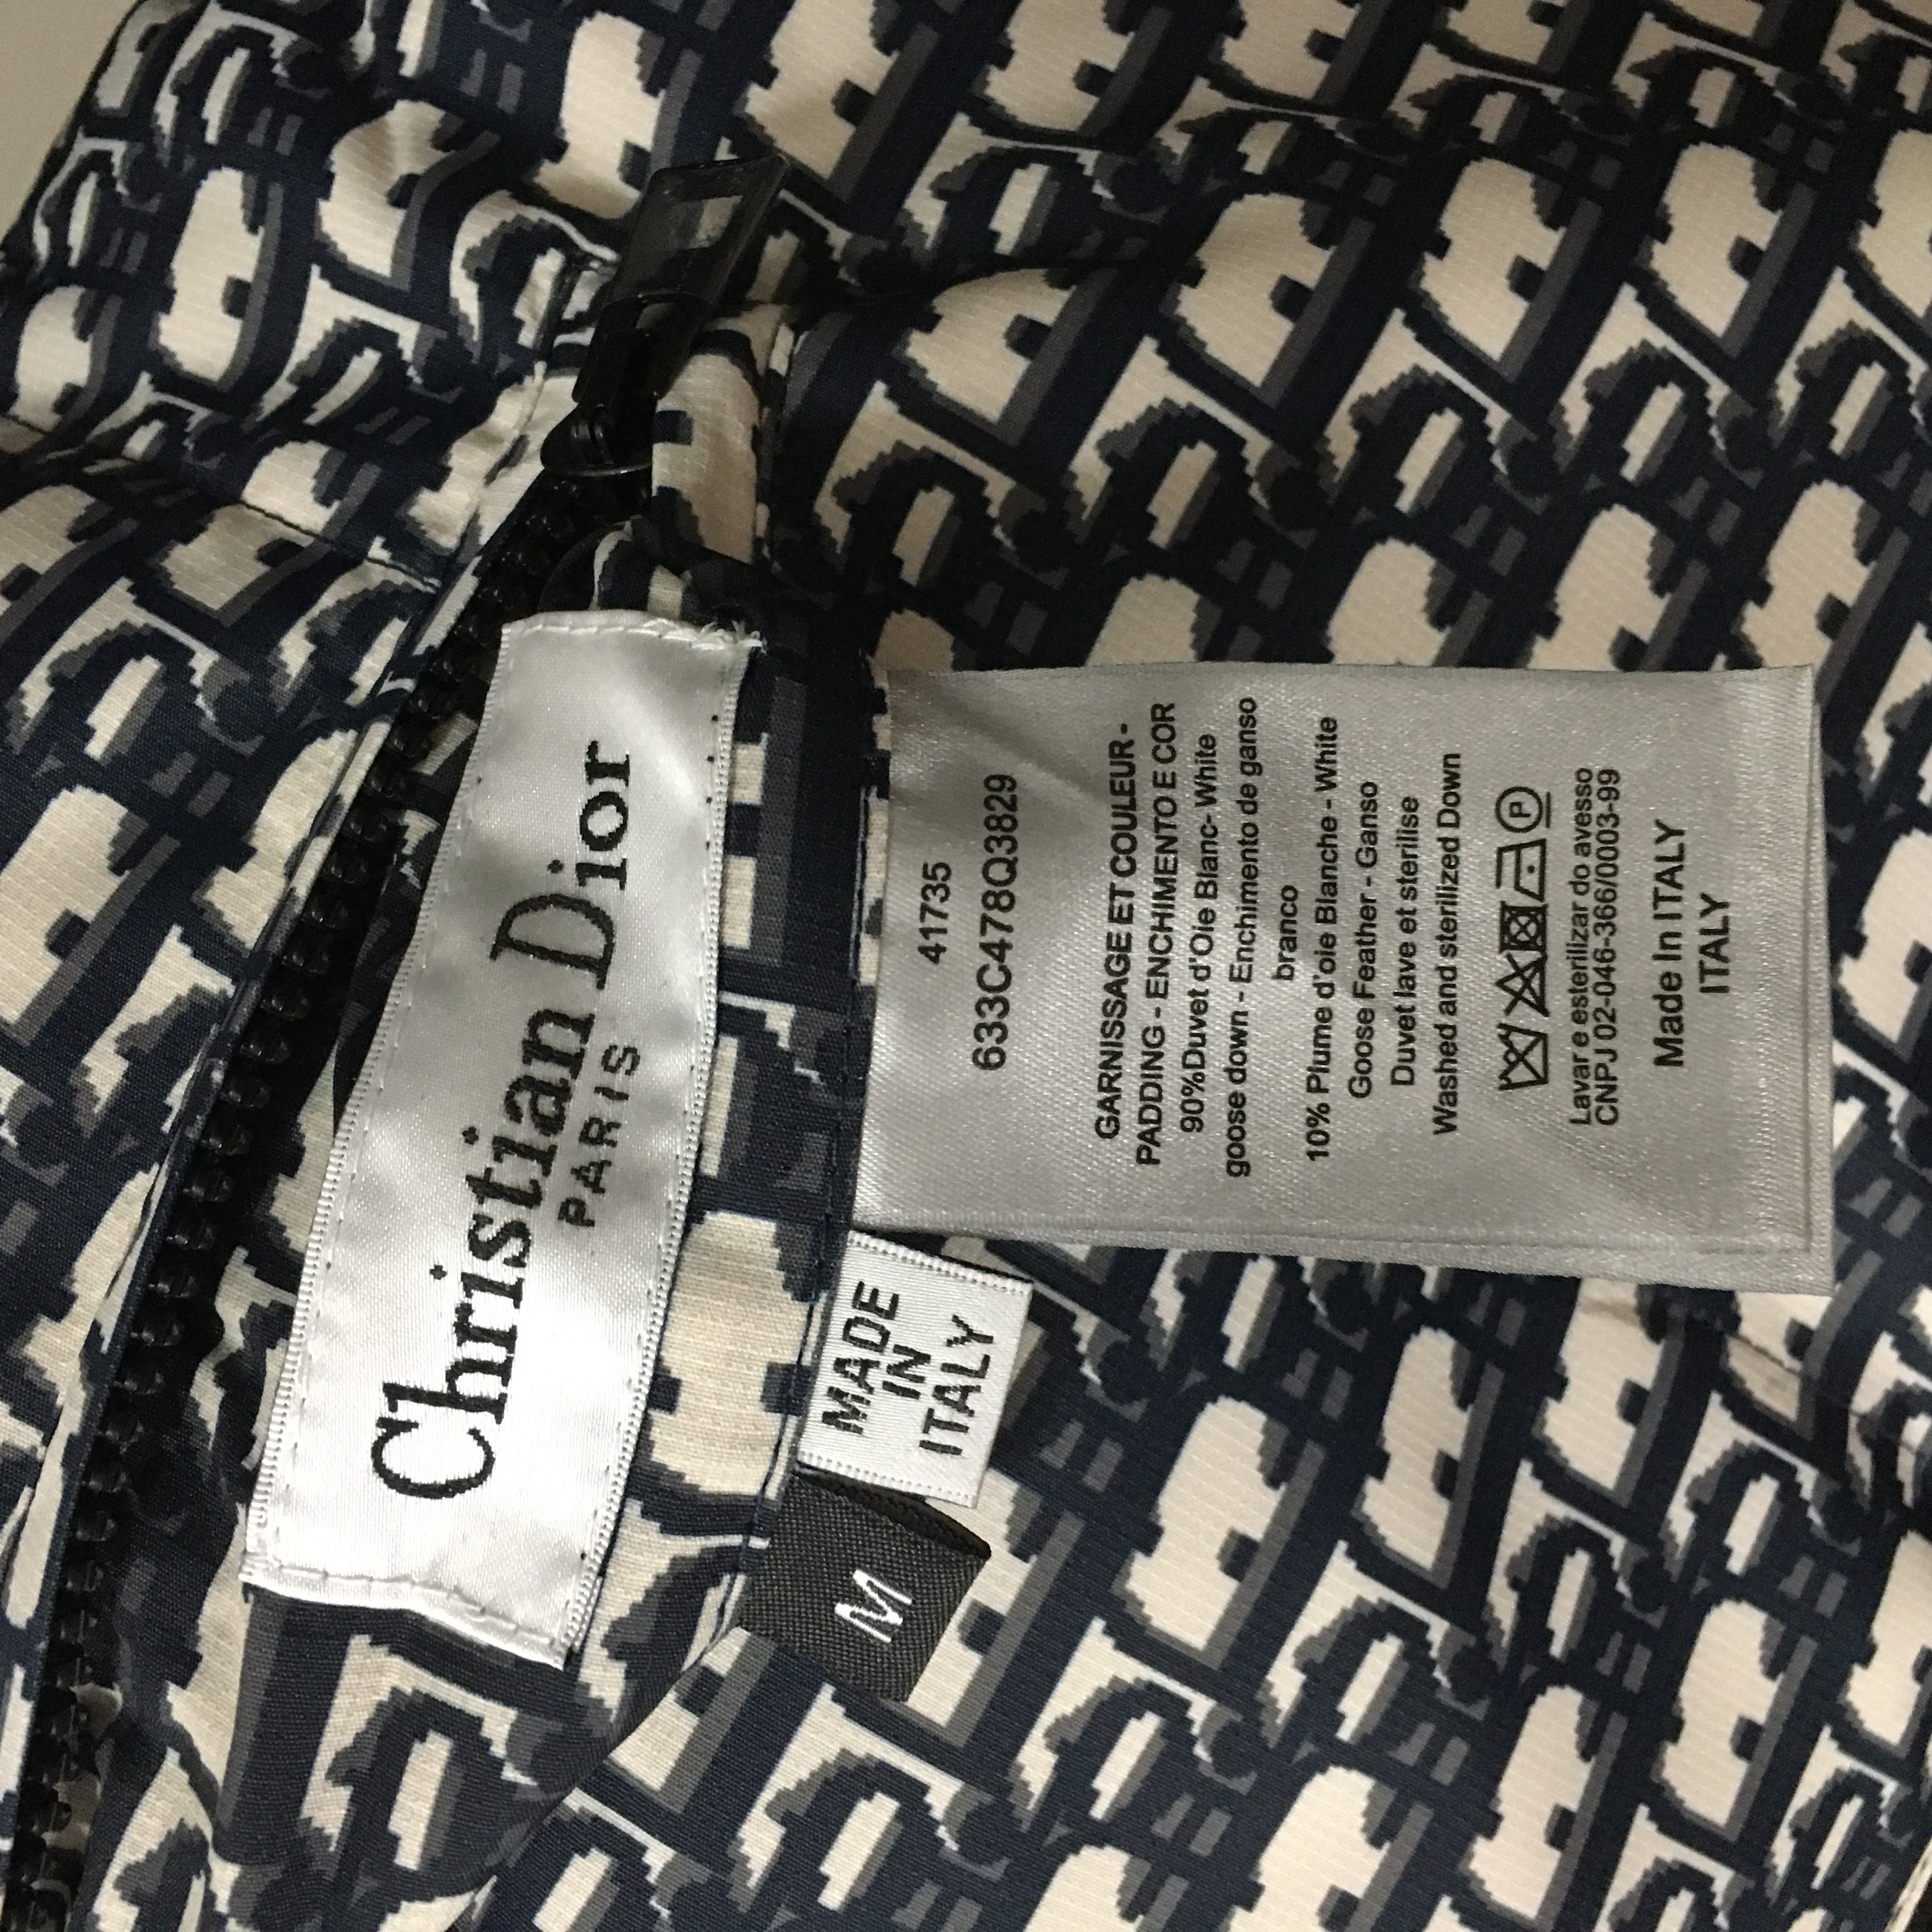 Christian Dior
PARIS
MADE
IN
ITALY
M
41735
633C478Q3829
GARNISSAGE ET COULEUR -
PADDING - ENCHIMENTO E COR
90%Duvet d'Oie Blanc- White
goose down - Enchimento de ganso
branco
10% Plume d'oie Blanche - White
Goose Feather - Ganso
Duvet lave et sterilise
Washed and sterilized Down
P
Lavar e esterilizar do avesso
CNPJ 02-046-366/0003-99
Made In ITALY
ITALY